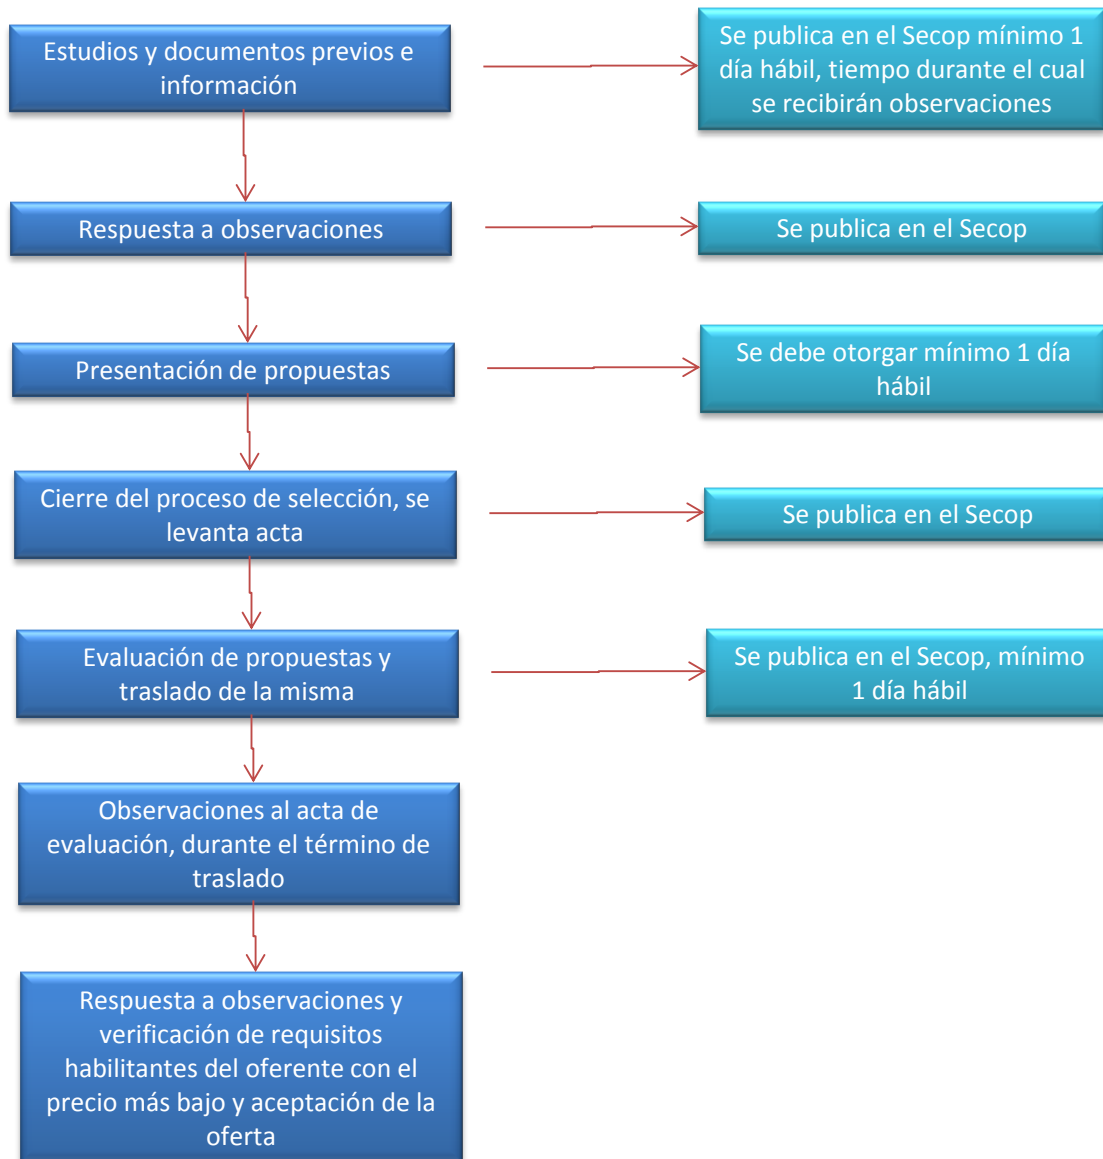 Estudios y documentos previos e
información
Se publica en el Secop mínimo 1
día hábil, tiempo durante el cual
se recibirán observaciones
Respuesta a observaciones
Se publica en el Secop
Presentación de propuestas
Se debe otorgar mínimo 1 día
hábil
Cierre del proceso de selección, se
levanta acta
Se publica en el Secop
Evaluación de propuestas y
traslado de la misma
Se publica en el Secop, mínimo
1 día hábil
Observaciones al acta de
evaluación, durante el término de
traslado
Respuesta a observaciones y
verificación de requisitos
habilitantes del oferente con el
precio más bajo y aceptación de la
oferta